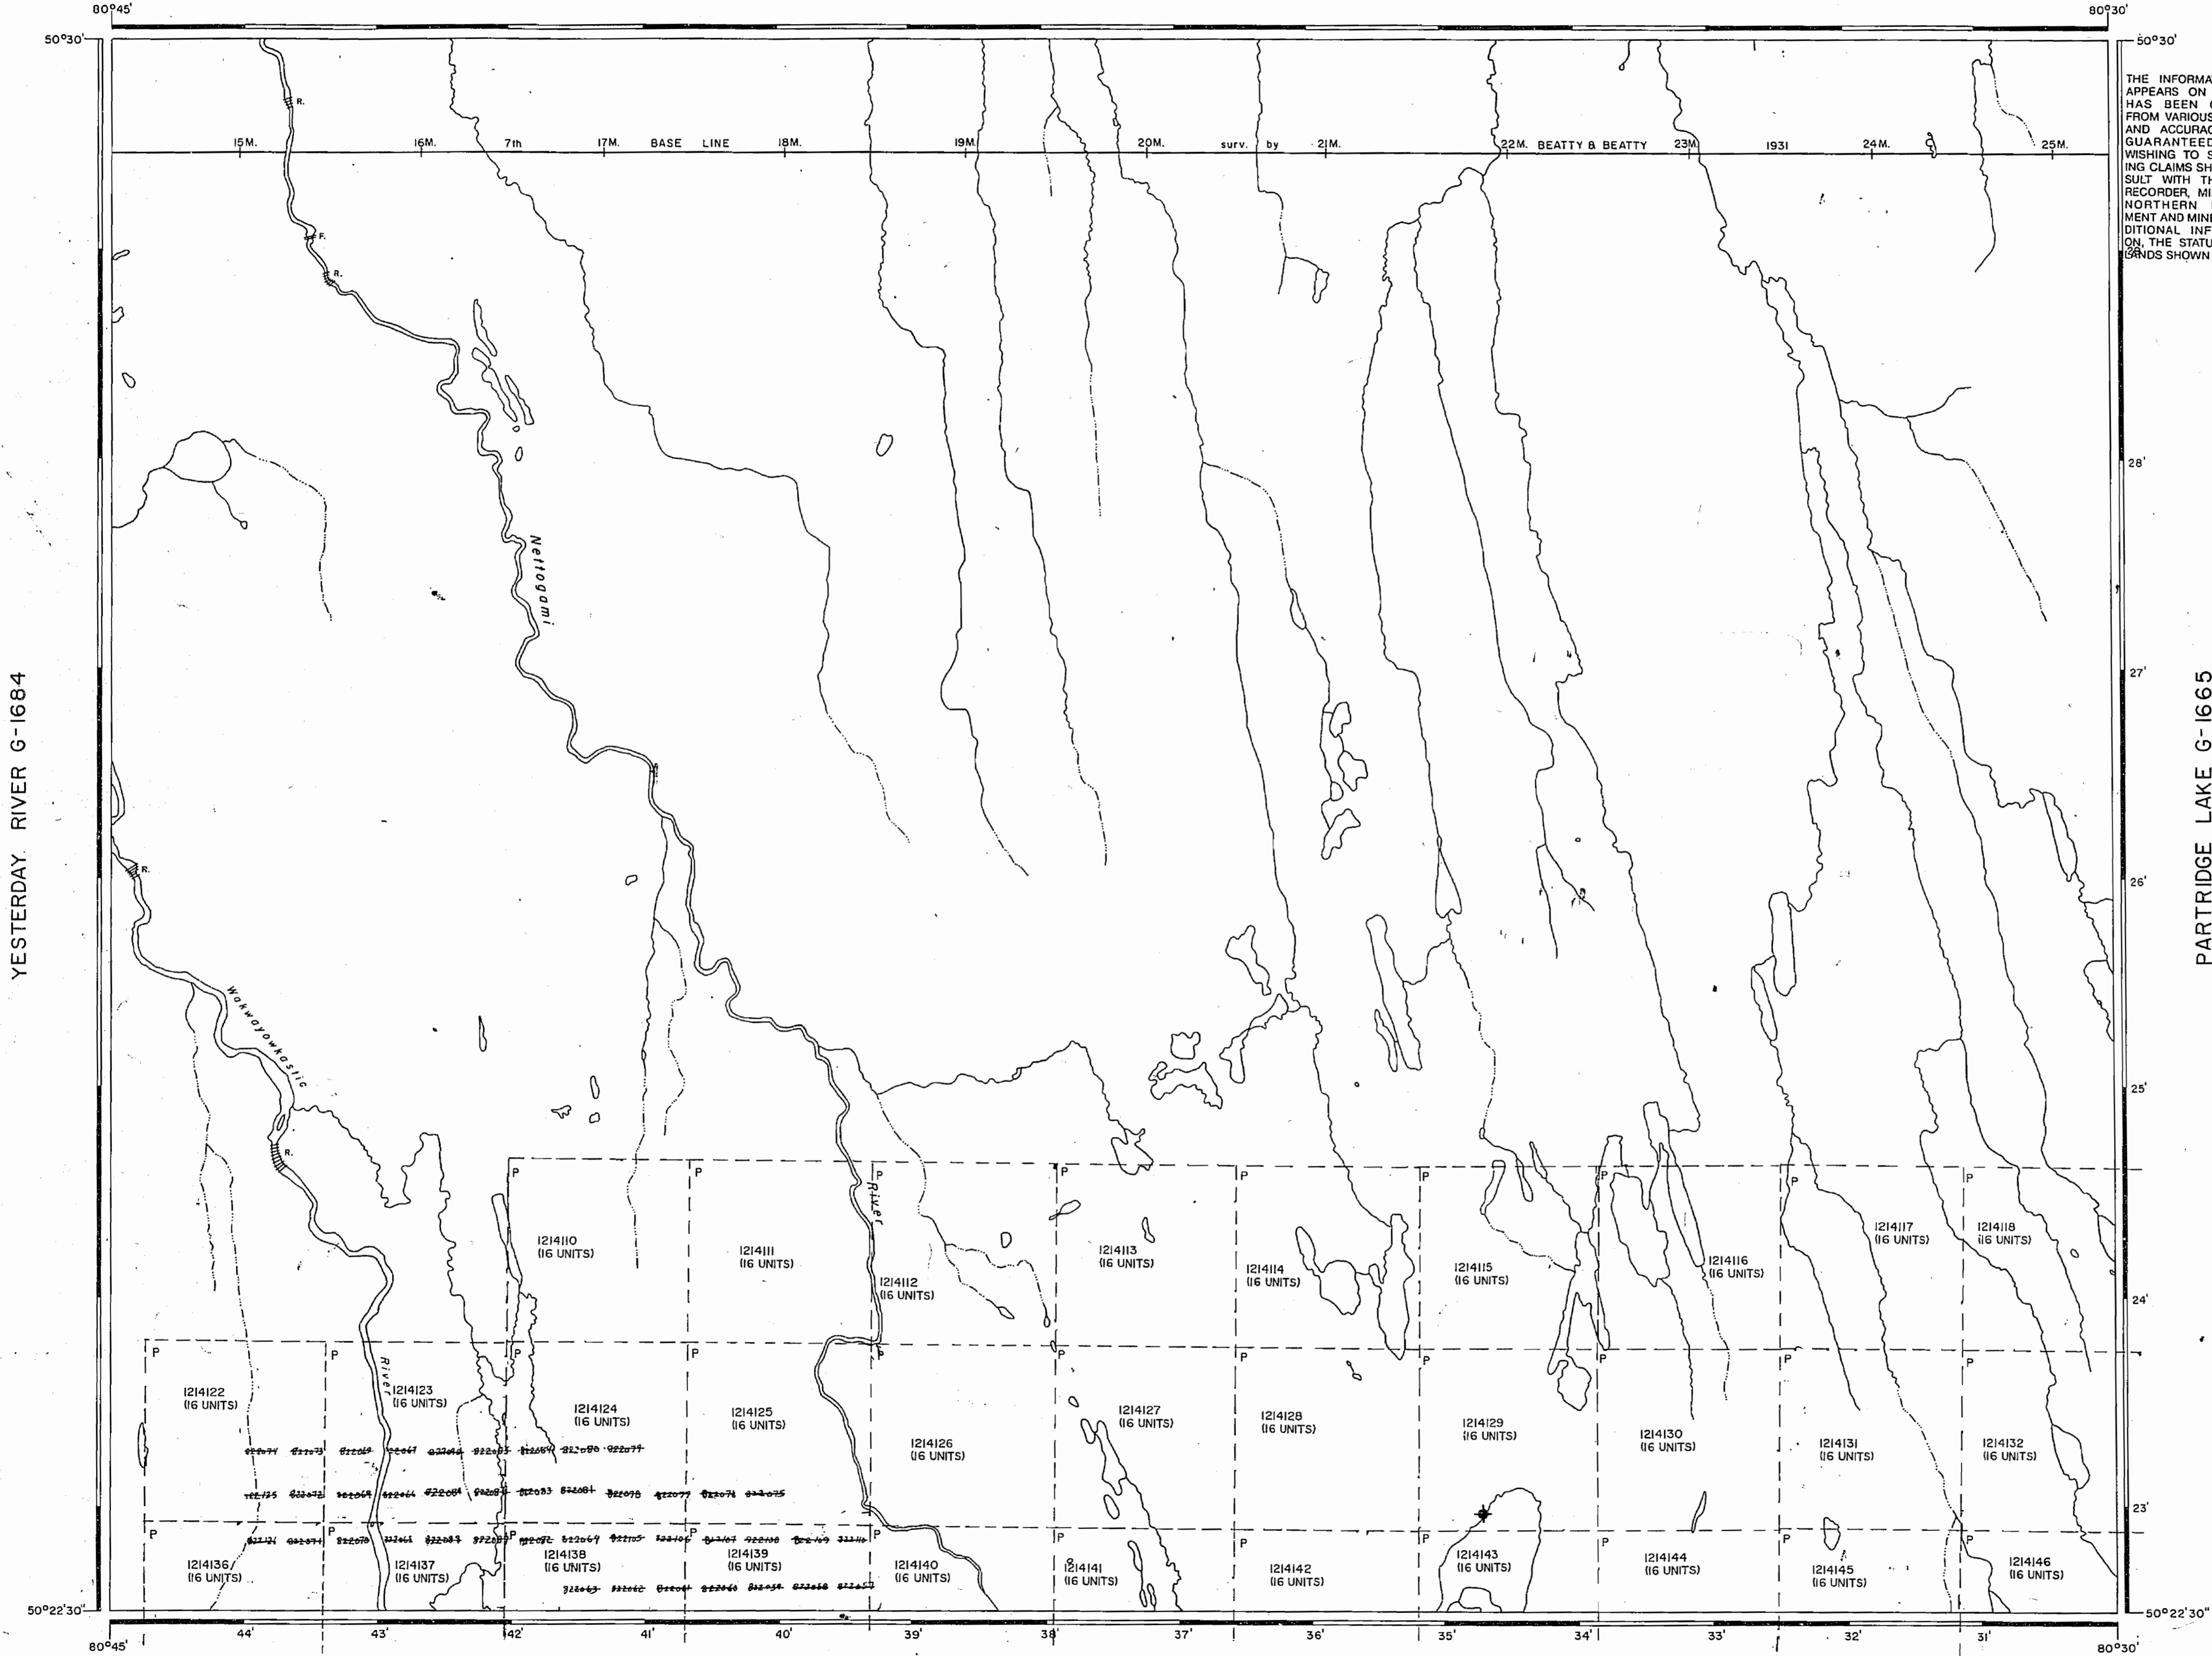 80°45'
80°30'
50°30'
50°30'
THE INFORMA
APPEARS ON
HAS BEEN
FROM VARIOUS
AND ACCURAC
GUARANTEED
WISHING TO S
ING CLAIMS SH
SULT WITH TH
RECORDER, MI
NORTHERN
MENT AND MINE
DITIONAL INF
ON, THE STATU
LANDS SHOWN
R.
15M. 16M. 7th 17M. BASE LINE 18M. 19M. 20M. surv. by 21M. 22M. BEATTY & BEATTY 23M. 1931 24M. 25M.
F.
R.
28'
Nettogami
27'
YESTERDAY. RIVER G-1684
PARTRIDGE LAKE G-1665
R.
26'
Wakwayowkastic
25'
R.
P P P P P P P P P
River
1214110 (16 UNITS)
1214111 (16 UNITS)
1214112 (16 UNITS)
1214113 (16 UNITS)
1214114 (16 UNITS)
1214115 (16 UNITS)
1214116 (16 UNITS)
1214117 (16 UNITS)
1214118 (16 UNITS)
24'
P P P P P P P P P P P
River
1214122 (16 UNITS)
1214123 (16 UNITS)
1214124 (16 UNITS)
1214125 (16 UNITS)
1214126 (16 UNITS)
1214127 (16 UNITS)
1214128 (16 UNITS)
1214129 (16 UNITS)
1214130 (16 UNITS)
1214131 (16 UNITS)
1214132 (16 UNITS)
23'
P P P P P P P P P P P
1214136 (16 UNITS)
1214137 (16 UNITS)
1214138 (16 UNITS)
1214139 (16 UNITS)
1214140 (16 UNITS)
1214141 (16 UNITS)
1214142 (16 UNITS)
1214143 (16 UNITS)
1214144 (16 UNITS)
1214145 (16 UNITS)
1214146 (16 UNITS)
50°22'30"
50°22'30"
80°45' 44' 43' 42' 41' 40' 39' 38' 37' 36' 35' 34' 33' 32' 31' 80°30'